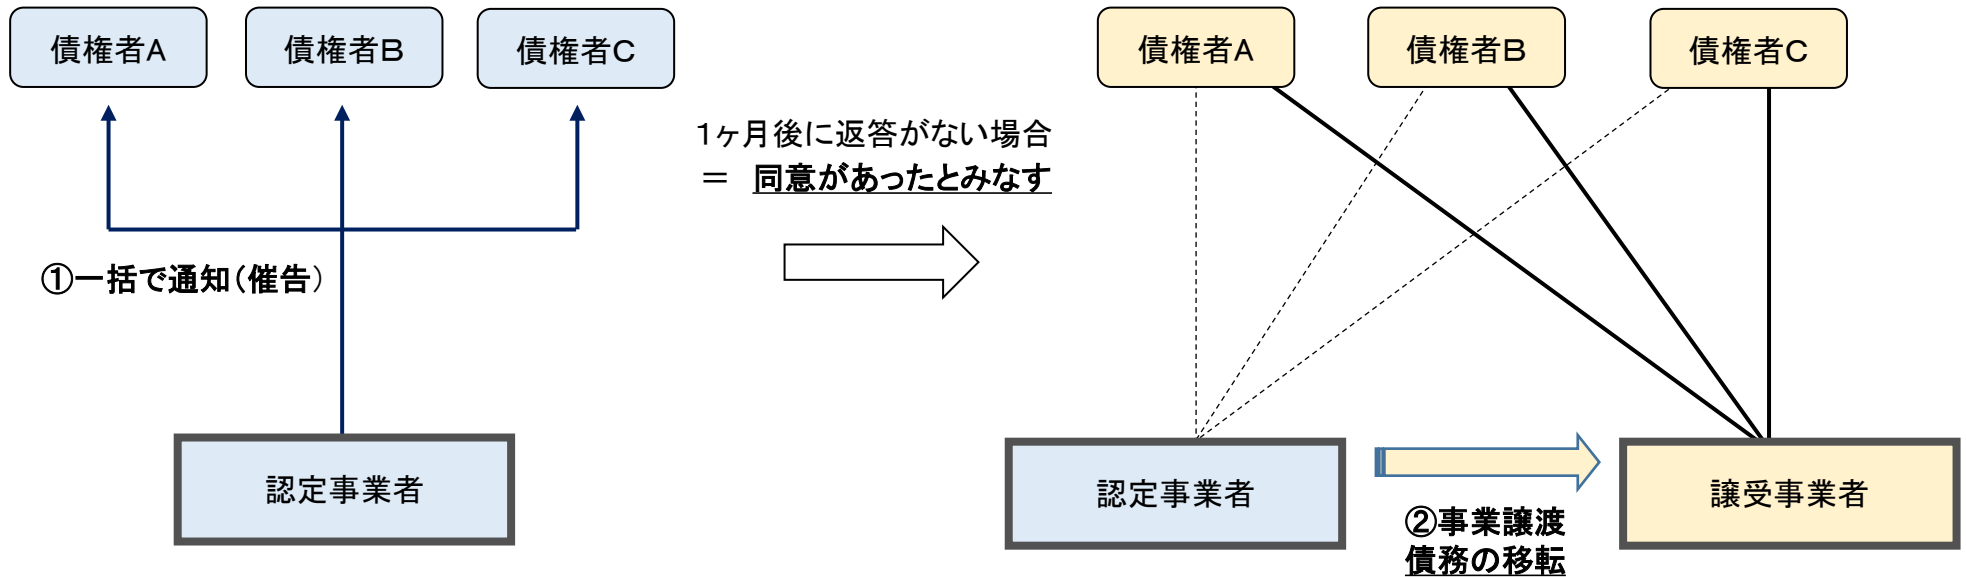 債権者A
債権者B
債権者C
①一括で通知（催告）
認定事業者
1ヶ月後に返答がない場合
＝ 同意があったとみなす
債権者A
債権者B
債権者C
認定事業者
②事業譲渡
債務の移転
譲受事業者